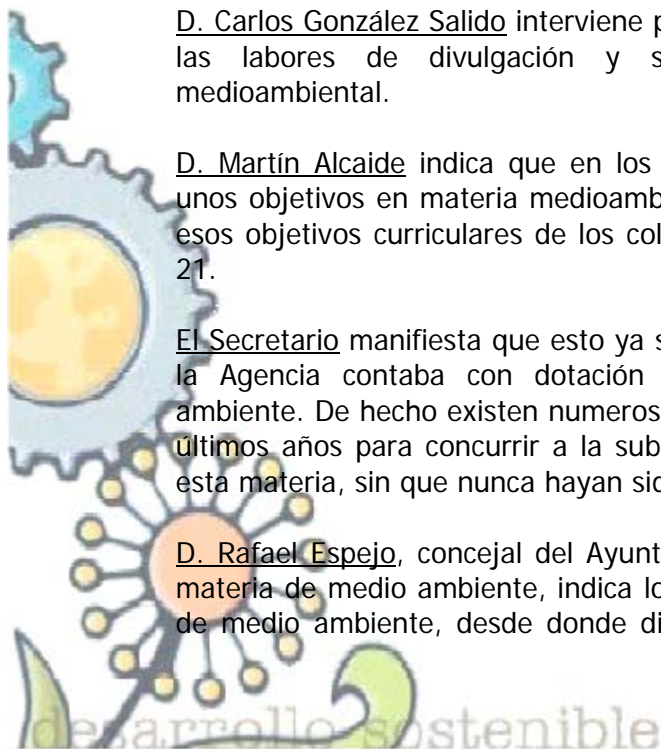 D. Carlos González Salido interviene p
las labores de divulgación y s
medioambiental.
D. Martín Alcaide indica que en los
unos objetivos en materia medioamb
esos objetivos curriculares de los col
21.
El Secretario manifiesta que esto ya s
la Agencia contaba con dotación
ambiente. De hecho existen numeros
últimos años para concurrir a la sub
esta materia, sin que nunca hayan sid
D. Rafael Espejo, concejal del Ayunt
materia de medio ambiente, indica lo
de medio ambiente, desde donde di
desarrollo sostenible